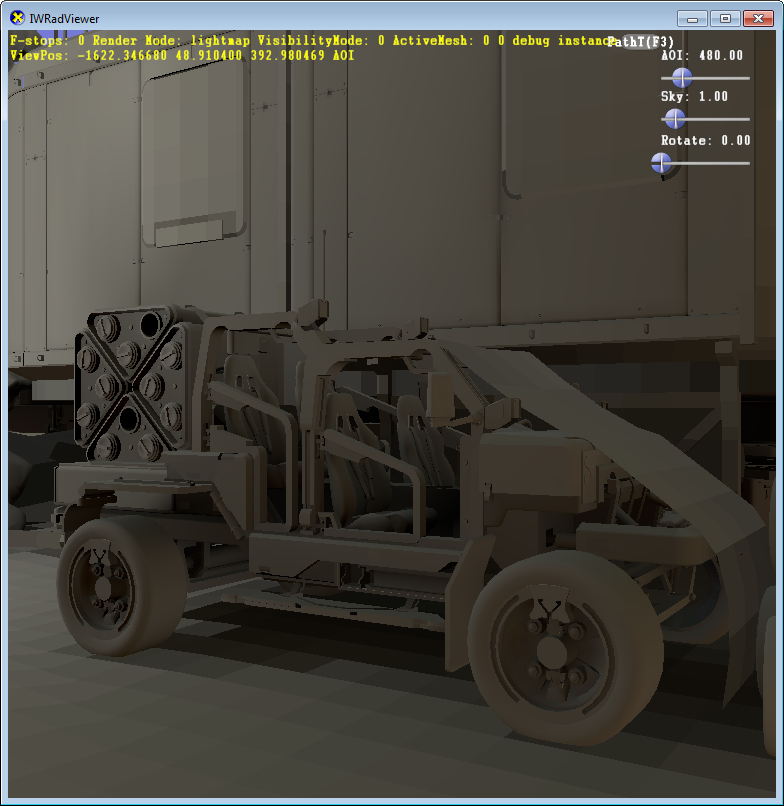 IWRadViewer
F-stops: 0 Render Mode: lightmap VisibilityMode: 0 ActiveMesh: 0 0 debug instance
PathT(F3)
ViewPos: -1622.346680 48.910400 392.980469 AOI
AOI: 480.00
Sky: 1.00
Rotate: 0.00